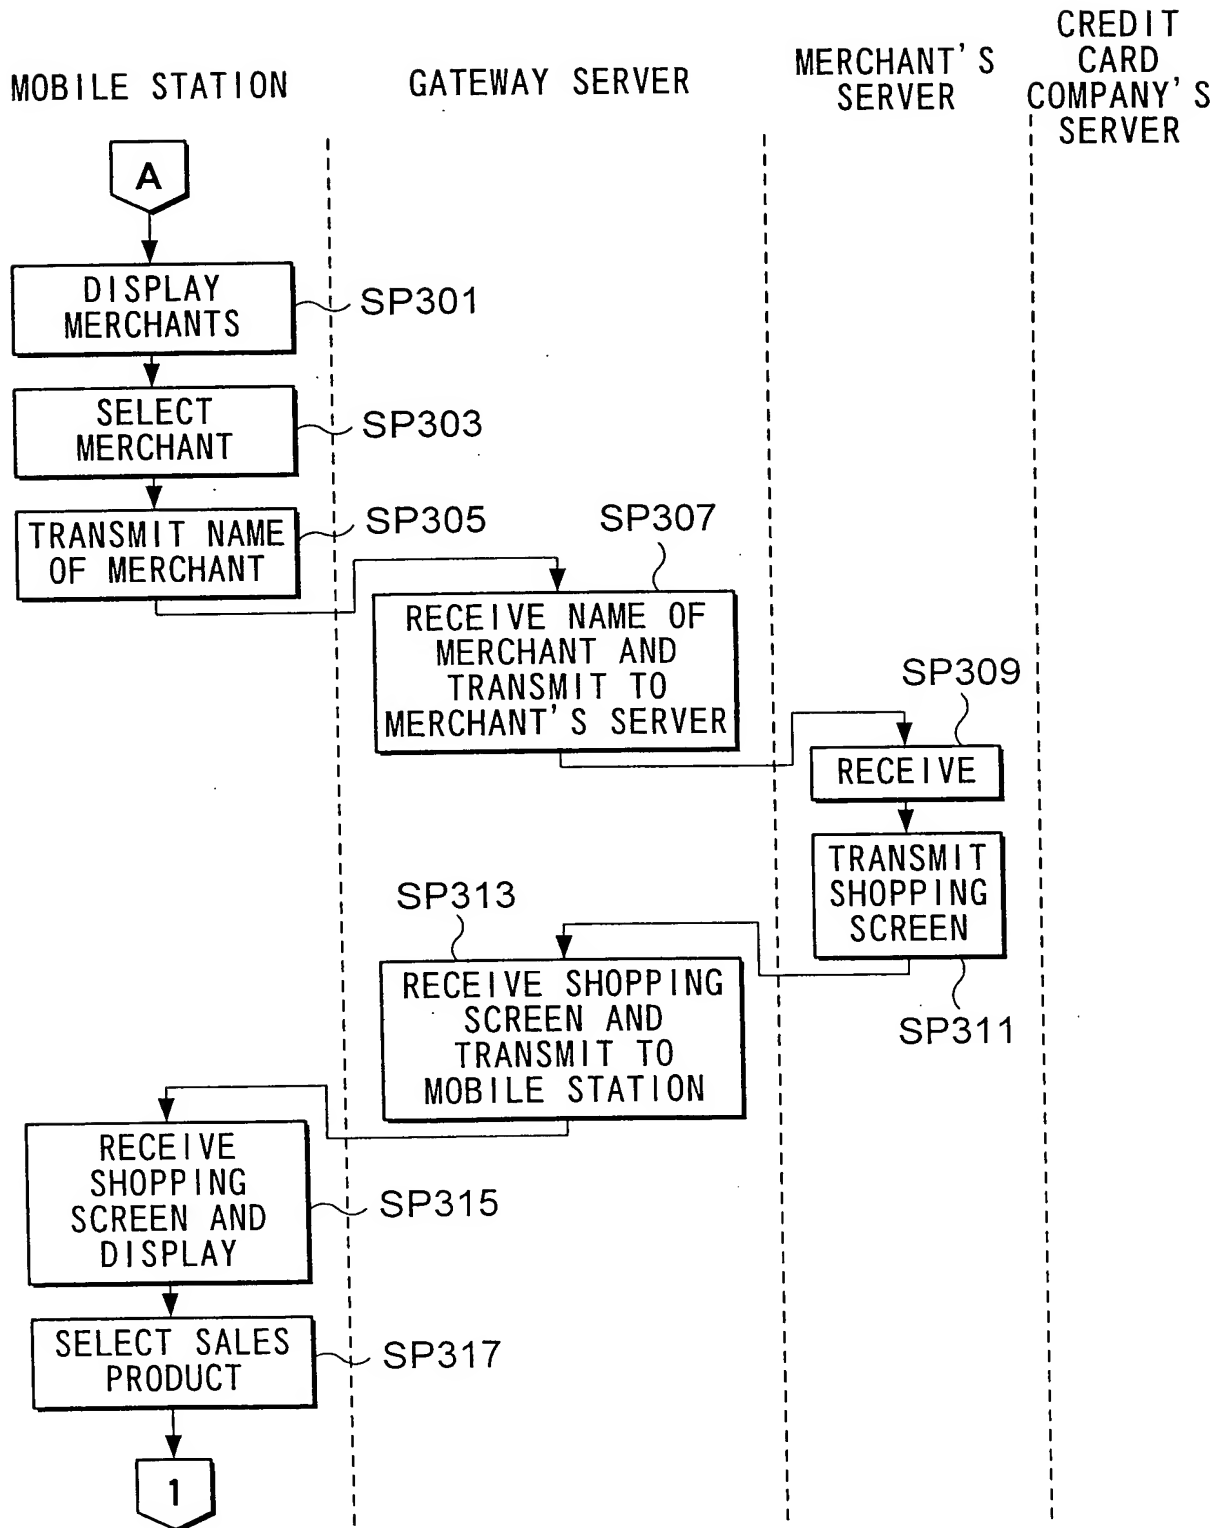 MOBILE STATION
GATEWAY SERVER
MERCHANT'S
SERVER
CREDIT
CARD
COMPANY'S
SERVER
A
DISPLAY
MERCHANTS
SP301
SELECT
MERCHANT
SP303
TRANSMIT NAME
OF MERCHANT
SP305
SP307
RECEIVE NAME OF
MERCHANT AND
TRANSMIT TO
MERCHANT'S SERVER
SP309
RECEIVE
TRANSMIT
SHOPPING
SCREEN
SP311
SP313
RECEIVE SHOPPING
SCREEN AND
TRANSMIT TO
MOBILE STATION
RECEIVE
SHOPPING
SCREEN AND
DISPLAY
SP315
SELECT SALES
PRODUCT
SP317
1